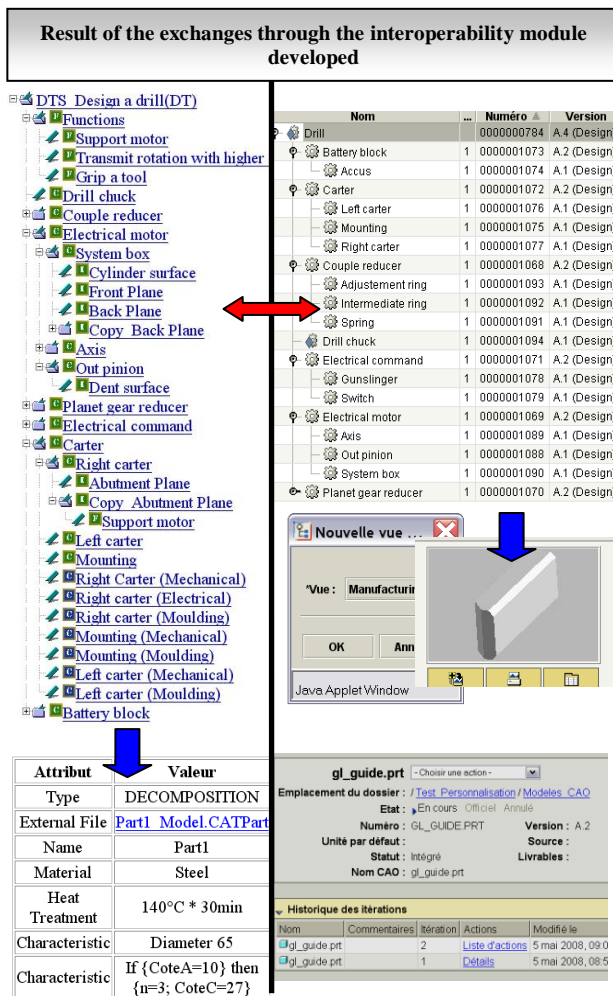 Result of the exchanges through the interoperability module
developed
DTS Design a drill(DT)
Functions
Support motor
Transmit rotation with higher
Grip a tool
Drill chuck
Couple reducer
Electrical motor
System box
Cylinder surface
Front Plane
Back Plane
Copy Back Plane
Axis
Out pinion
Dent surface
Planet gear reducer
Electrical command
Carter
Right carter
Abutment Plane
Copy Abutment Plane
Support motor
Left carter
Mounting
Right Carter (Mechanical)
Right carter (Electrical)
Right carter (Moulding)
Mounting (Mechanical)
Mounting (Moulding)
Left carter (Mechanical)
Left carter (Moulding)
Battery block
Nom ... Numéro Version
Drill 0000000784 A.4 (Design
Battery block 1 0000001073 A.2 (Design
Accus 1 0000001074 A.1 (Design
Carter 1 0000001072 A.2 (Design
Left carter 1 0000001076 A.1 (Design
Mounting 1 0000001075 A.1 (Design
Right carter 1 0000001077 A.1 (Design
Couple reducer 1 0000001068 A.2 (Design
Adjustement ring 1 0000001093 A.1 (Design
Intermediate ring 1 0000001092 A.1 (Design
Spring 1 0000001091 A.1 (Design
Drill chuck 1 0000001094 A.1 (Design
Electrical command 1 0000001071 A.2 (Design
Gunslinger 1 0000001078 A.1 (Design
Switch 1 0000001079 A.1 (Design
Electrical motor 1 0000001069 A.2 (Design
Axis 1 0000001089 A.1 (Design
Out pinion 1 0000001088 A.1 (Design
System box 1 0000001090 A.1 (Design
Planet gear reducer 1 0000001070 A.2 (Design
Nouvelle vue ...
*Vue : Manufacturin
OK Ann
Java Applet Window
Attribut Valeur
Type DECOMPOSITION
External File Part1_Model.CATPart
Name Part1
Material Steel
Heat Treatment 140°C * 30min
Characteristic Diameter 65
Characteristic If {CoteA=10} then
{n=3; CoteC=27}
gl_guide.prt - Choisir une action -
Emplacement du dossier : / Test_Personnalisation / Modeles_CAO
Etat : En cours Officiel Annulé
Numéro : GL_GUIDE.PRT Version : A.2
Unité par défaut : Source :
Statut : Intégré Livrables :
Nom CAO : gl_guide.prt
Historique des itérations
Nom Commentaires Itération Actions Modifié le
gl_guide.prt 2 Liste d'actions 5 mai 2008, 09:0
gl_guide.prt 1 Détails 5 mai 2008, 08:5